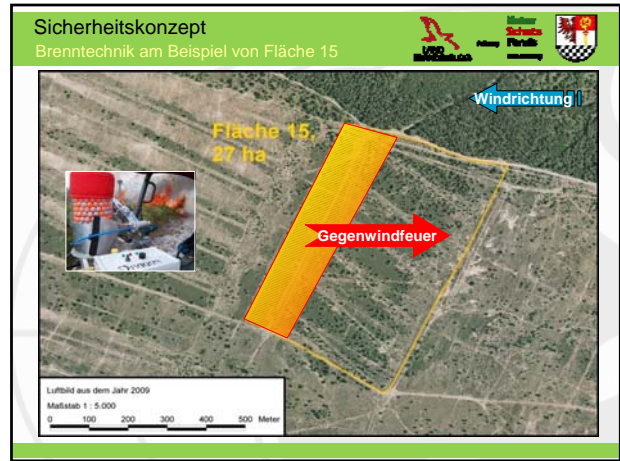 Sicherheitskonzept
Brenntechnik am Beispiel von Fläche 15
Windrichtung
Fläche 15,
27 ha
Gegenwindfeuer
Luftbild aus dem Jahr 2009
Maßstab 1 : 5.000
0 100 200 300 400 500 Meter